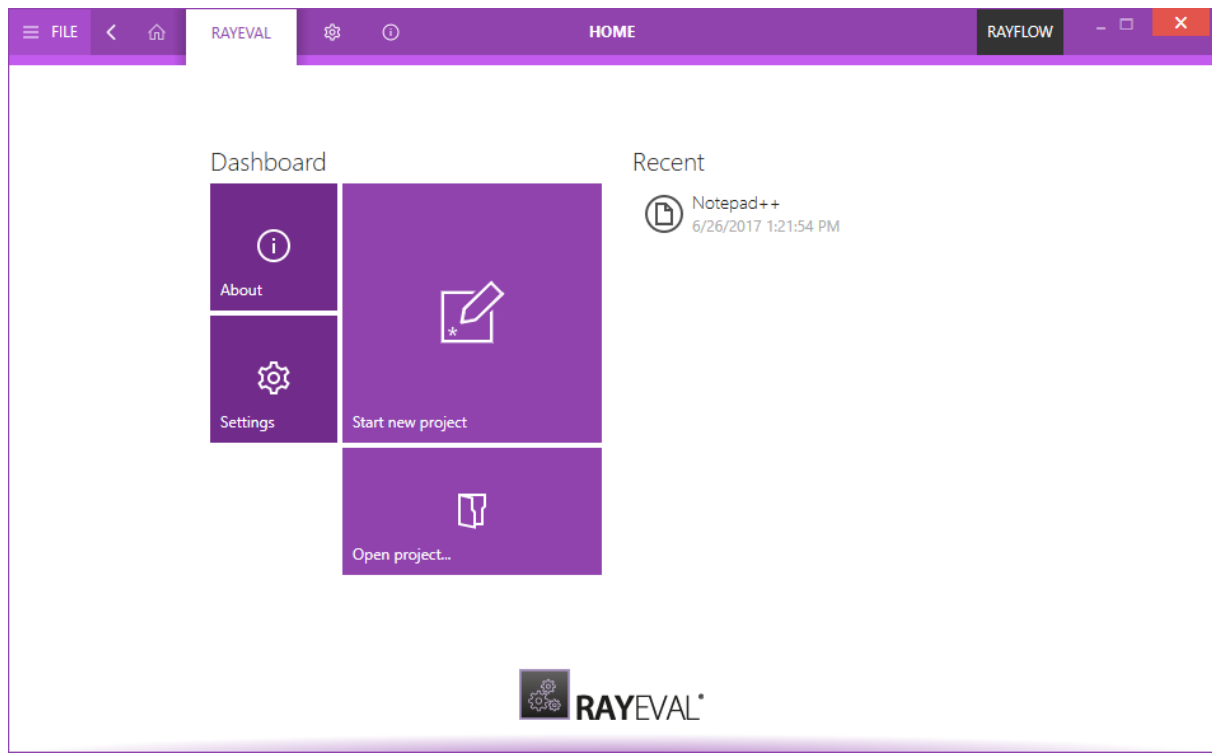 FILE
RAYEVAL
HOME
RAYFLOW
Dashboard
About
Settings
Start new project
Open project...
Recent
Notepad++
6/26/2017 1:21:54 PM
RAYEVAL